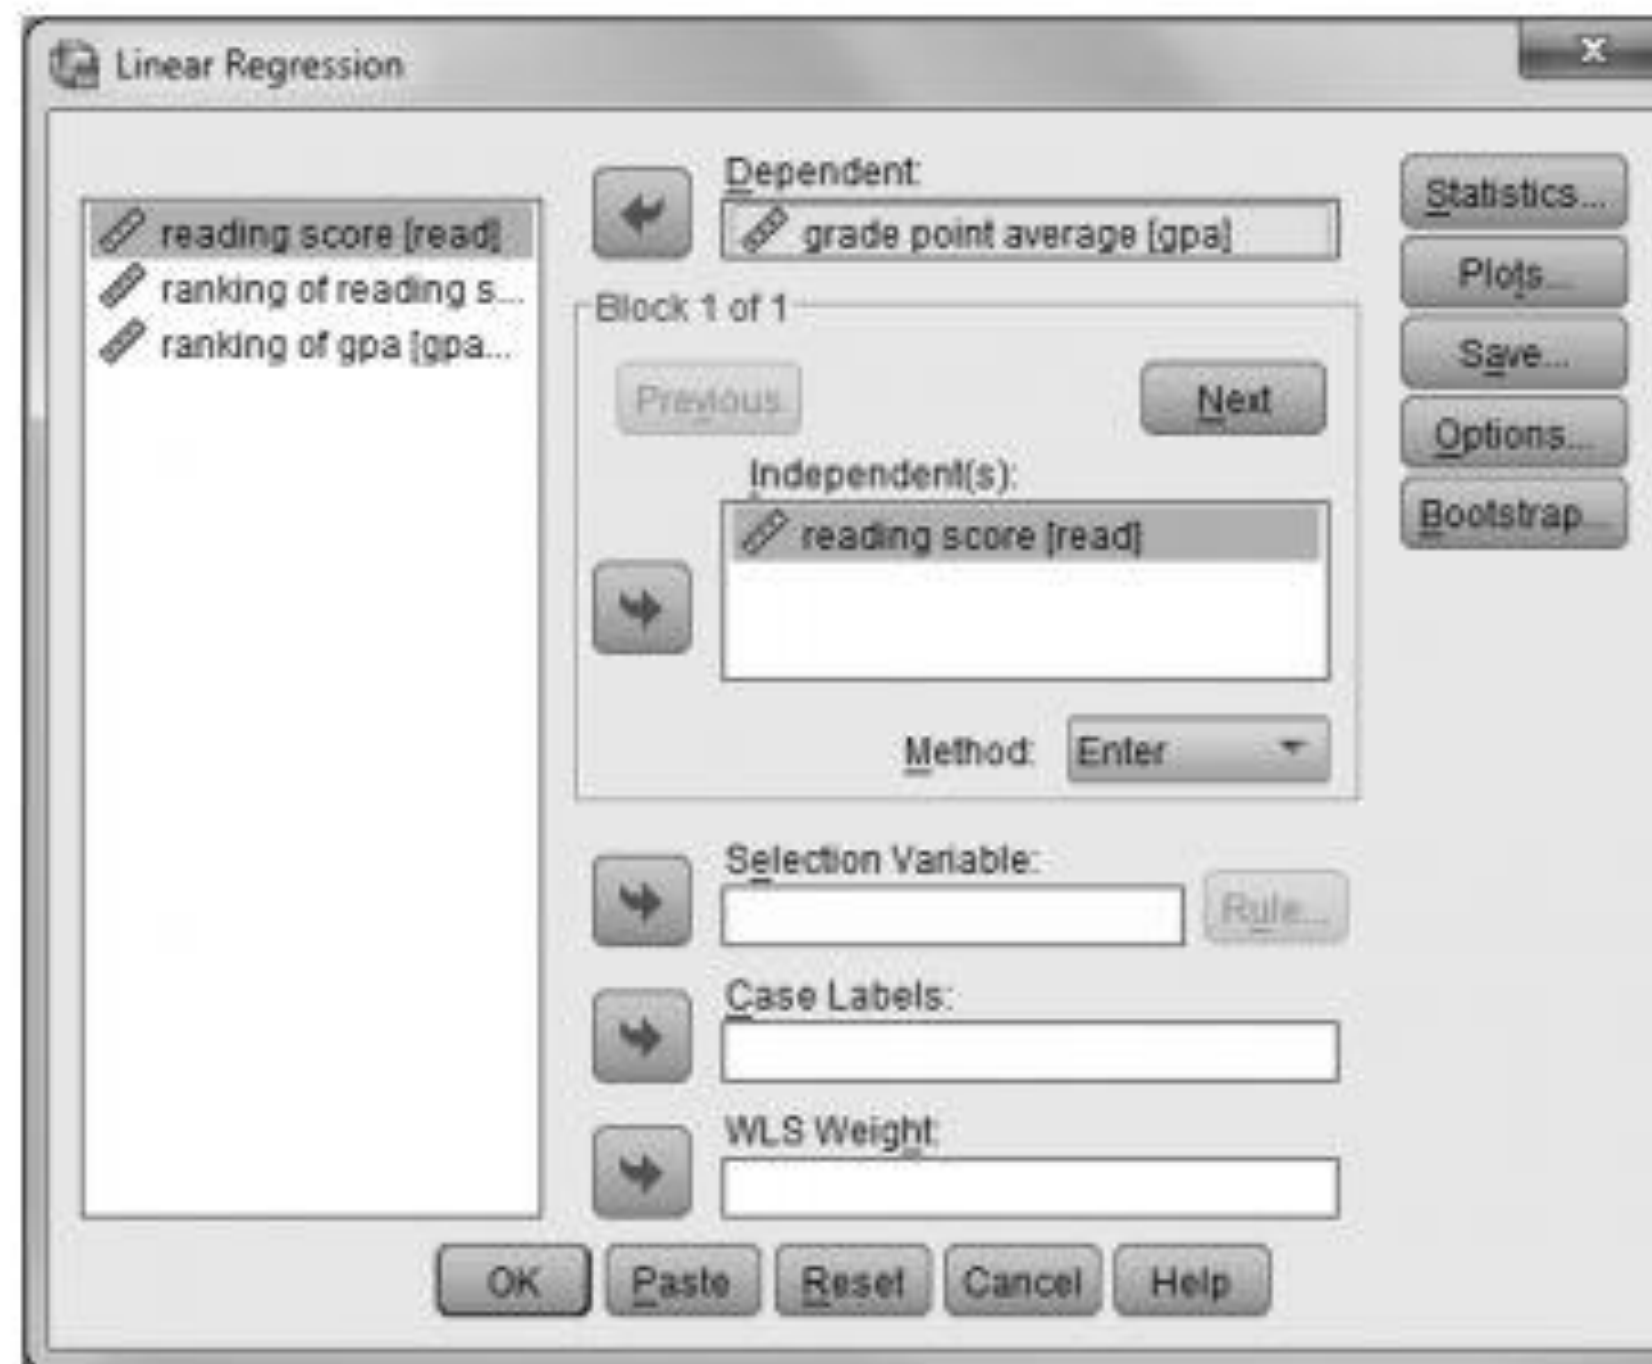 Linear Regression
x
reading score [read]
ranking of reading s...
ranking of gpa [gpa...
Dependent:
grade point average [gpa]
Block 1 of 1
Previous
Next
Independent(s):
reading score [read]
Method:
Enter
Selection Variable:
Rule...
Case Labels:
WLS Weight:
Statistics...
Plots...
Save...
Options...
Bootstrap...
OK
Paste
Reset
Cancel
Help